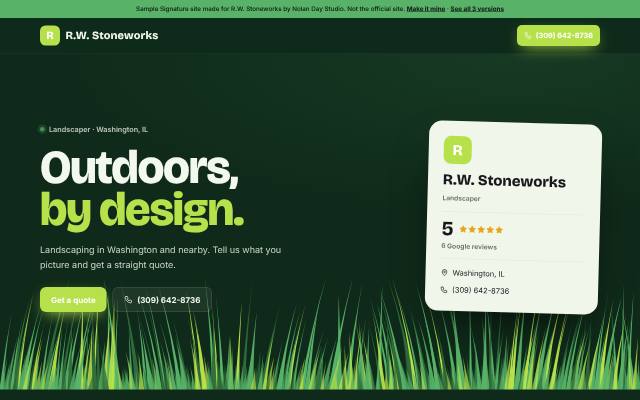 Sample Signature site made for R.W. Stoneworks by Nolan Day Studio. Not the official site. Make it mine · See all 3 versions
R R.W. Stoneworks
(309) 642-8736
Landscaper · Washington, IL
Outdoors,
by design.
Landscaping in Washington and nearby. Tell us what you
picture and get a straight quote.
Get a quote
(309) 642-8736
R
R.W. Stoneworks
Landscaper
5 ★★★★★
6 Google reviews
Washington, IL
(309) 642-8736